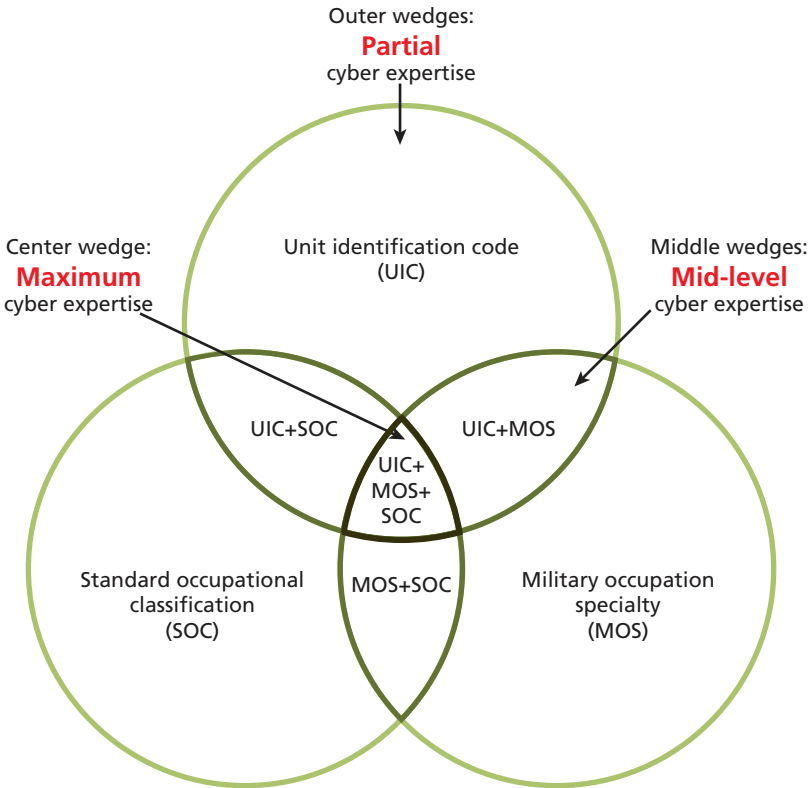 Outer wedges:
Partial
cyber expertise
Center wedge:
Maximum
cyber expertise
Unit identification code
(UIC)
Middle wedges:
Mid-level
cyber expertise
UIC+SOC
UIC+MOS
UIC+
MOS+
SOC
Standard occupational
classification
(SOC)
MOS+SOC
Military occupation
specialty
(MOS)